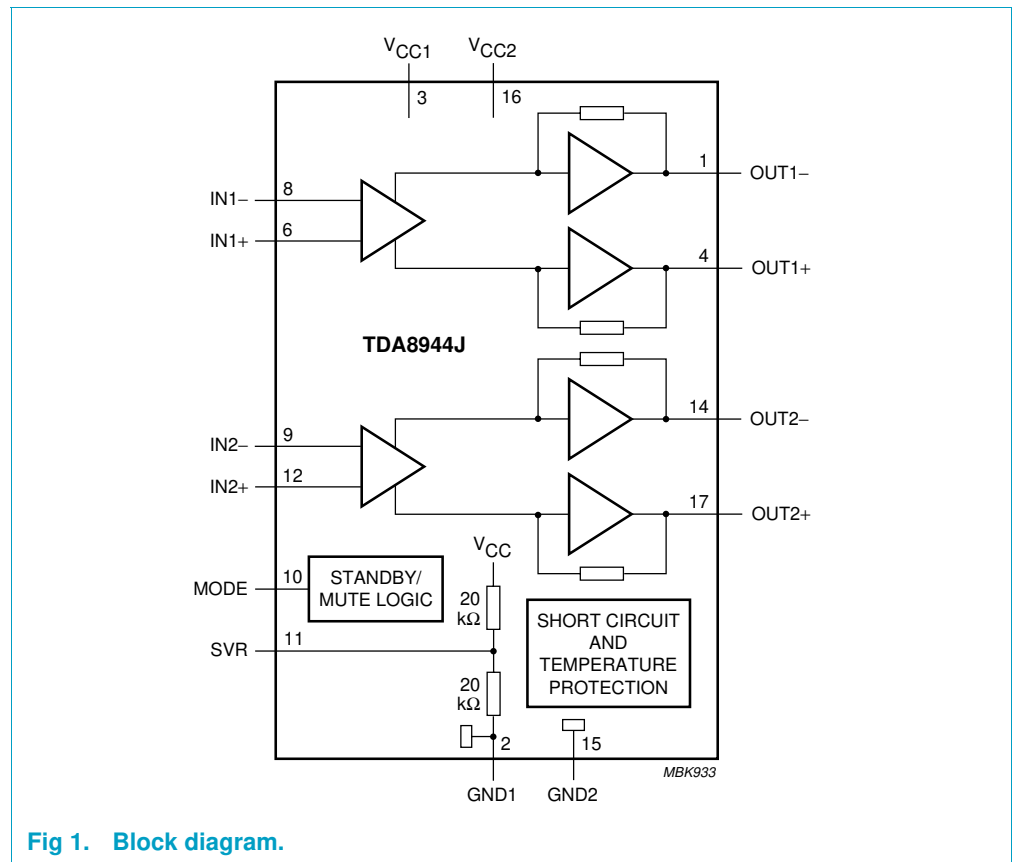 VCC1 VCC2
3 16
1 OUT1−
IN1− 8
IN1+ 6
4 OUT1+
TDA8944J
14 OUT2−
IN2− 9
IN2+ 12
17 OUT2+
VCC
MODE 10
STANDBY/
MUTE LOGIC
20
kΩ
SHORT CIRCUIT
AND
TEMPERATURE
PROTECTION
SVR 11
20
kΩ
2 15
MBK933
GND1 GND2
Fig 1. Block diagram.